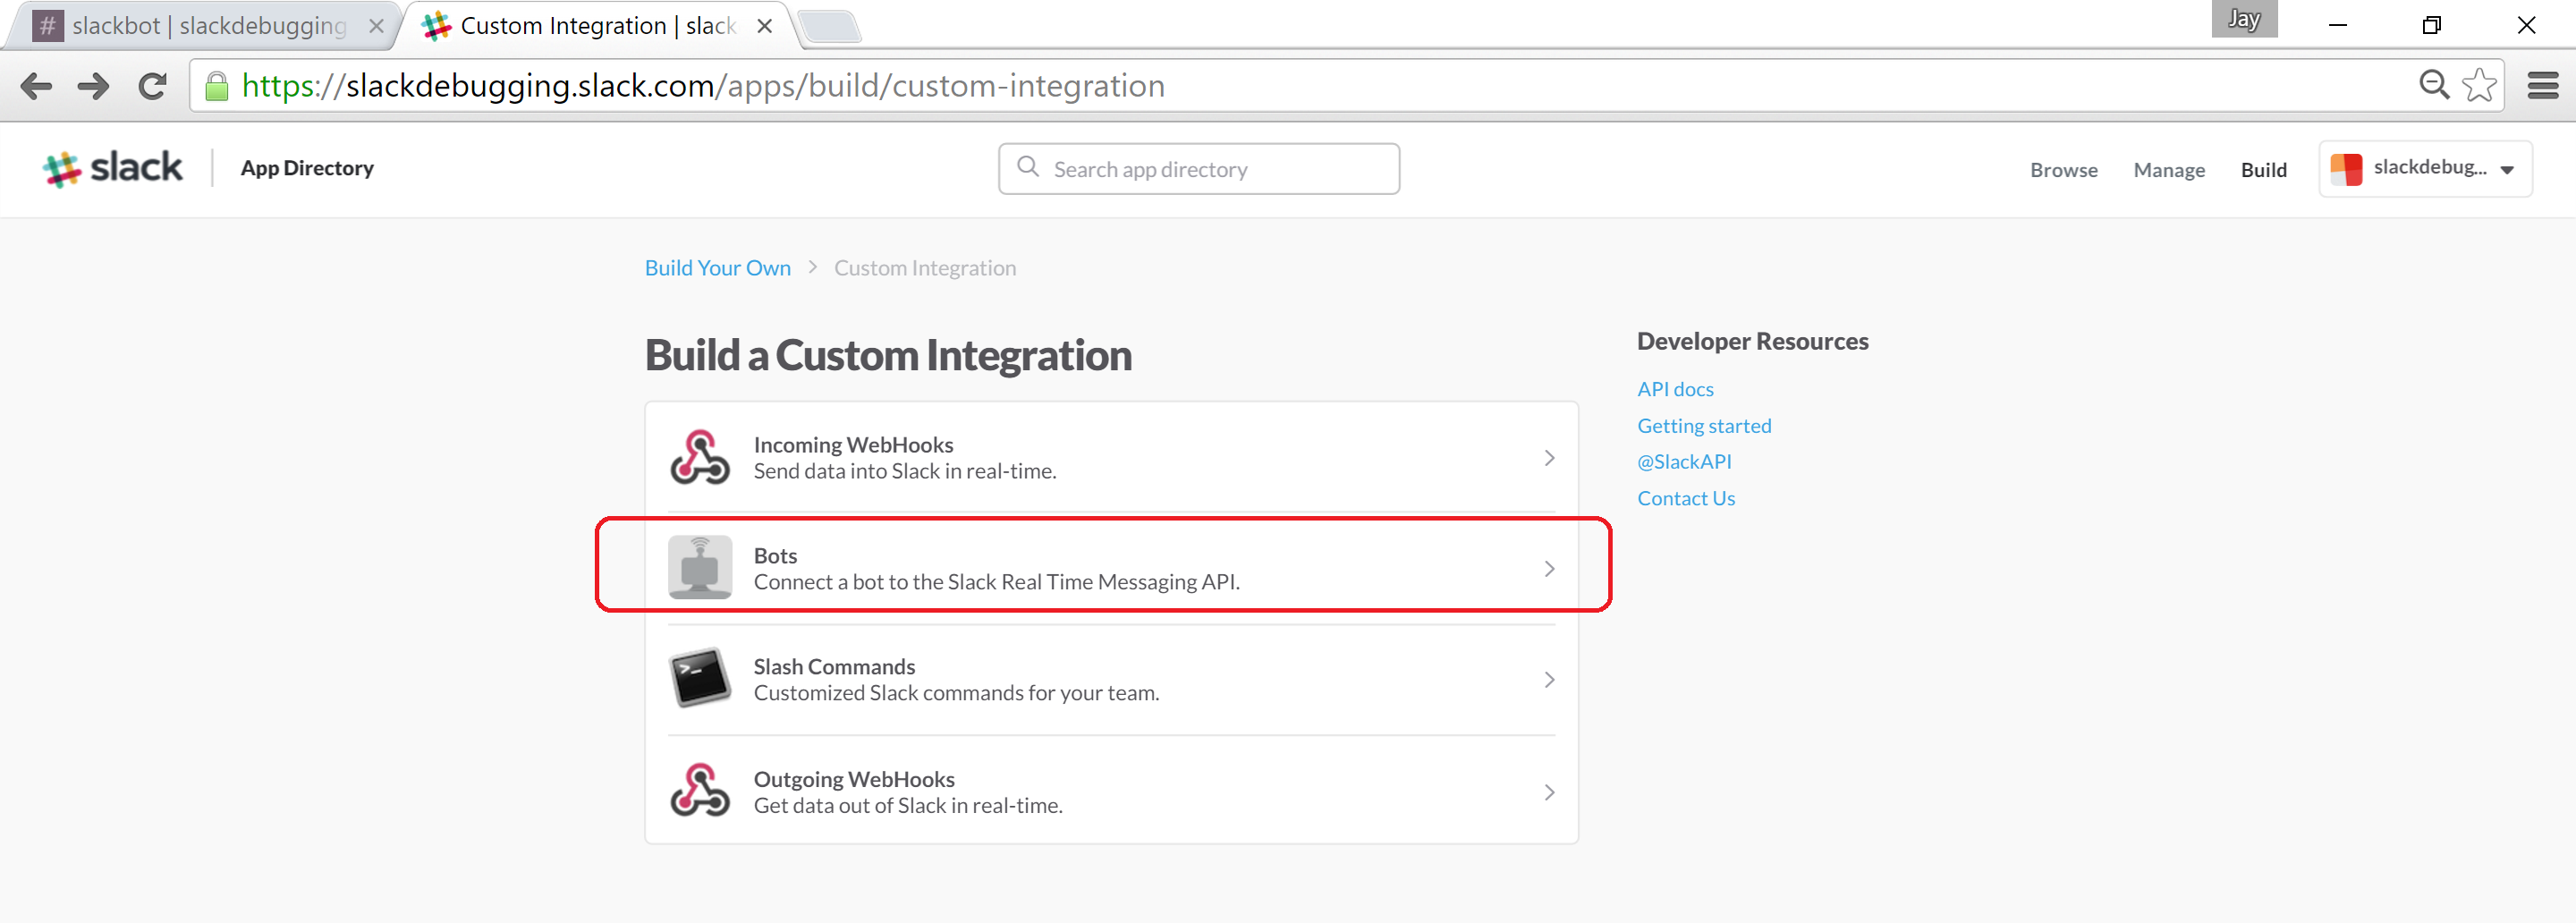 slackbot | slackdebugging
Custom Integration | slack
Jay
https://slackdebugging.slack.com/apps/build/custom-integration
slack
App Directory
Search app directory
Browse
Manage
Build
slackdebug...
Build Your Own > Custom Integration
Build a Custom Integration
Incoming WebHooks
Send data into Slack in real-time.
Bots
Connect a bot to the Slack Real Time Messaging API.
Slash Commands
Customized Slack commands for your team.
Outgoing WebHooks
Get data out of Slack in real-time.
Developer Resources
API docs
Getting started
@SlackAPI
Contact Us